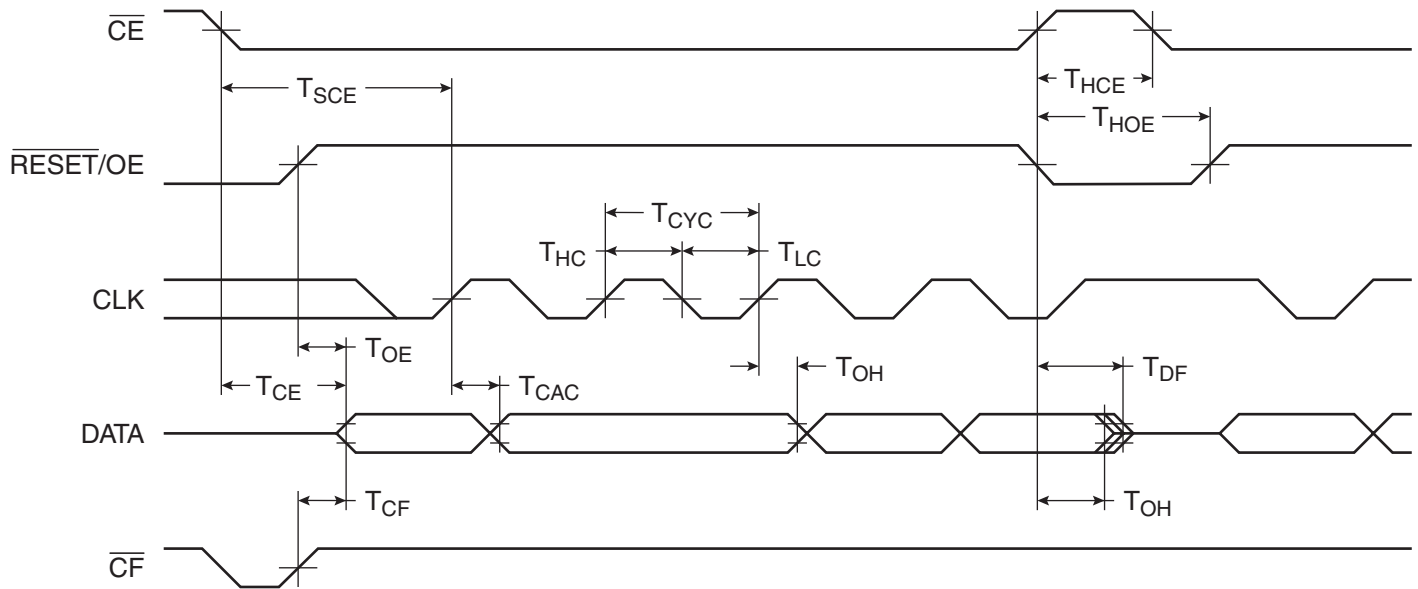 CE
T_SCE
T_HCE
T_HOE
RESET/OE
T_CYC
T_HC
T_LC
CLK
T_OE
T_CE
T_CAC
T_OH
T_DF
DATA
T_CF
T_OH
CF